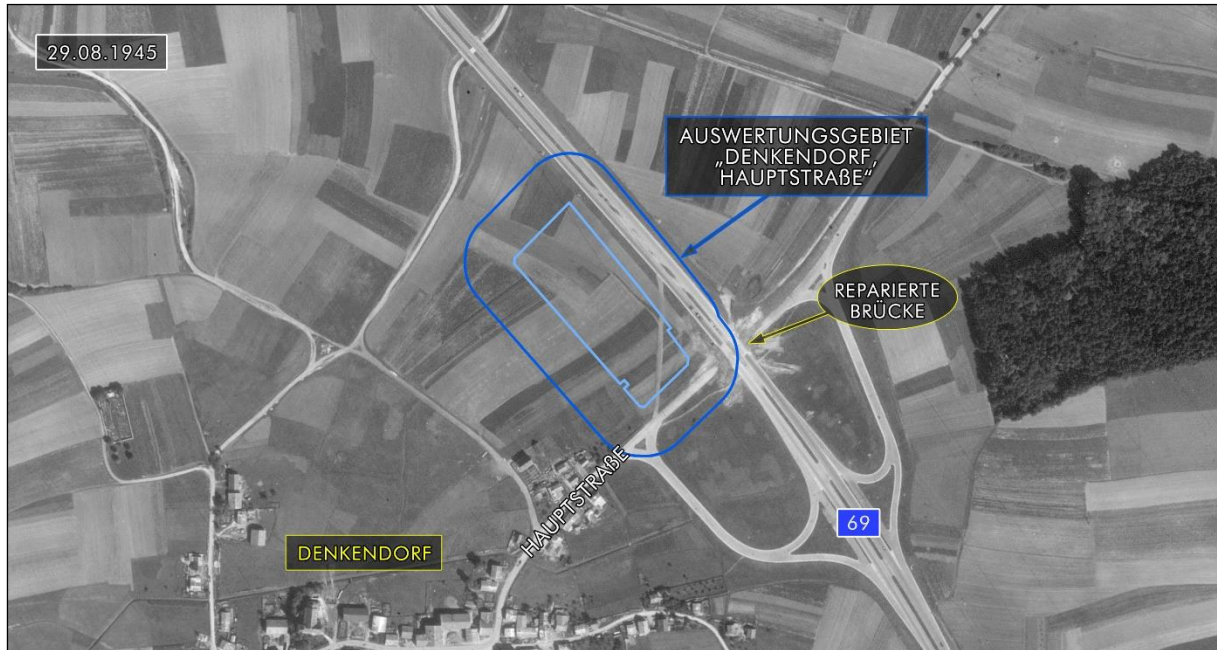 29.08.1945
AUSWERTUNGSGEBIET
„DENKENDORF,
HAUPTSTRAßE“
REPARIERTE
BRÜCKE
HAUPTSTRAßE
69
DENKENDORF